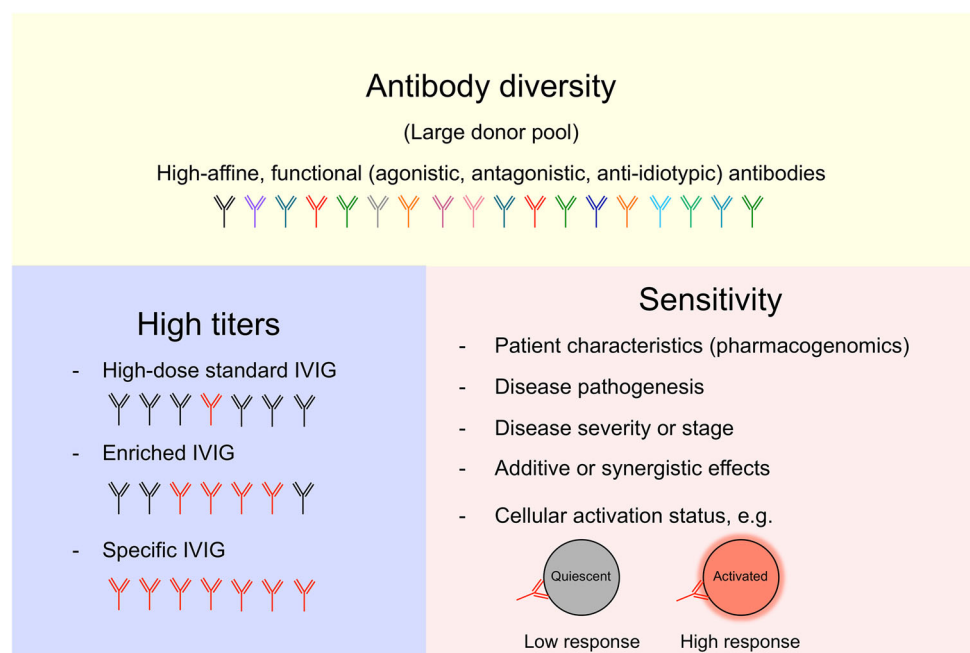 Antibody diversity
(Large donor pool)
High-affine, functional (agonistic, antagonistic, anti-idiotypic) antibodies
High titers
- High-dose standard IVIG
- Enriched IVIG
- Specific IVIG
Sensitivity
- Patient characteristics (pharmacogenomics)
- Disease pathogenesis
- Disease severity or stage
- Additive or synergistic effects
- Cellular activation status, e.g.
Quiescent
Activated
Low response
High response